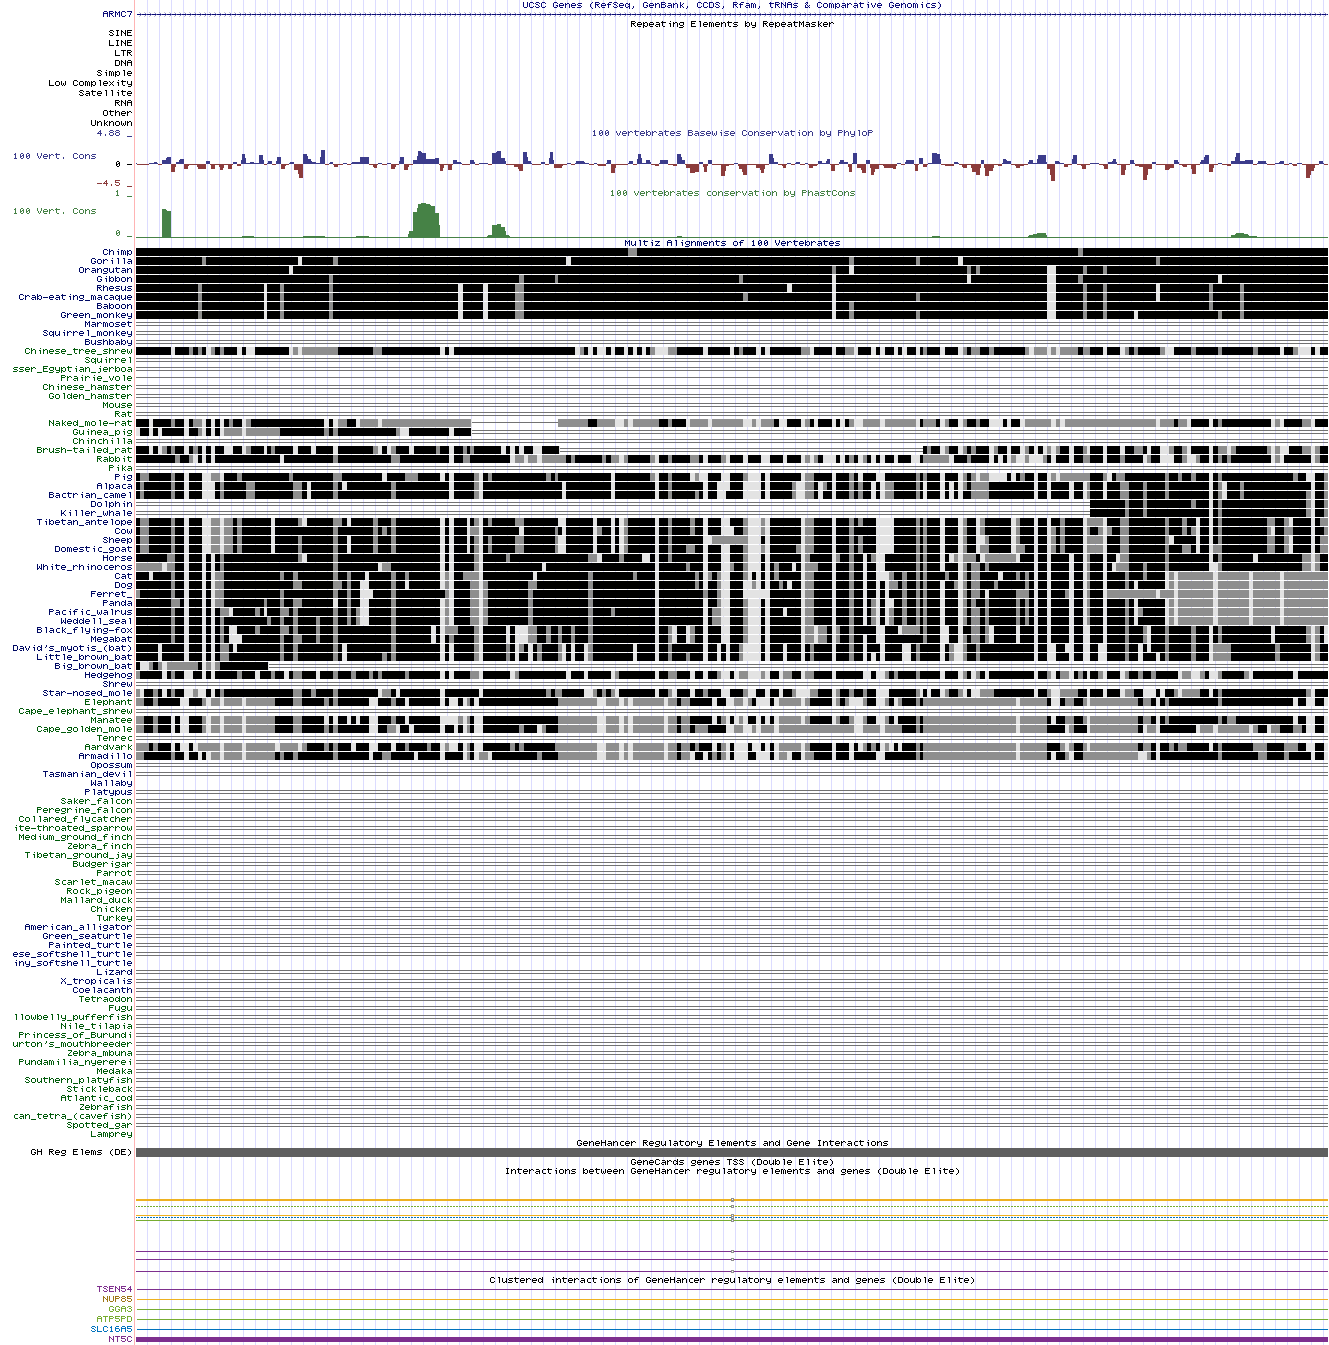 UCSC Genes (RefSeq, GenBank, CCDS, Rfam, tRNAs & Comparative Genomics)
ARMC7
Repeating Elements by RepeatMasker
SINE
LINE
LTR
DNA
Simple
Low Complexity
Satellite
RNA
Other
Unknown
4.88 _
100 vertebrates Basewise Conservation by PhyloP
100 Vert. Cons
0 _
-4.5 _
1 _
100 vertebrates conservation by PhastCons
100 Vert. Cons
0 _
Multiz Alignments of 100 Vertebrates
Chimp
Gorilla
Orangutan
Gibbon
Rhesus
Crab-eating_macaque
Baboon
Green_monkey
Marmoset
Squirrel_monkey
Bushbaby
Chinese_tree_shrew
Squirrel
sser_Egyptian_jerboa
Prairie_vole
Chinese_hamster
Golden_hamster
Mouse
Rat
Naked_mole-rat
Guinea_pig
Chinchilla
Brush-tailed_rat
Rabbit
Pika
Pig
Alpaca
Bactrian_camel
Dolphin
Killer_whale
Tibetan_antelope
Cow
Sheep
Domestic_goat
Horse
White_rhinoceros
Cat
Dog
Ferret_
Panda
Pacific_walrus
Weddell_seal
Black_flying-fox
Megabat
David's_myotis_(bat)
Little_brown_bat
Big_brown_bat
Hedgehog
Shrew
Star-nosed_mole
Elephant
Cape_elephant_shrew
Manatee
Cape_golden_mole
Tenrec
Aardvark
Armadillo
Opossum
Tasmanian_devil
Wallaby
Platypus
Saker_falcon
Peregrine_falcon
Collared_flycatcher
ite-throated_sparrow
Medium_ground_finch
Zebra_finch
Tibetan_ground_jay
Budgerigar
Parrot
Scarlet_macaw
Rock_pigeon
Mallard_duck
Chicken
Turkey
American_alligator
Green_seaturtle
Painted_turtle
ese_softshell_turtle
iny_softshell_turtle
Lizard
X_tropicalis
Coelacanth
Tetraodon
Fugu
llowbelly_pufferfish
Nile_tilapia
Princess_of_Burundi
urton's_mouthbreeder
Zebra_mbuna
Pundamilia_nyererei
Medaka
Southern_platyfish
Stickleback
Atlantic_cod
Zebrafish
can_tetra_(cavefish)
Spotted_gar
Lamprey
GeneHancer Regulatory Elements and Gene Interactions
GH Reg Elems (DE)
GeneCards genes TSS (Double Elite)
Interactions between GeneHancer regulatory elements and genes (Double Elite)
Clustered interactions of GeneHancer regulatory elements and genes (Double Elite)
TSEN54
NUP85
GGA3
ATP5PD
SLC16A5
NT5C